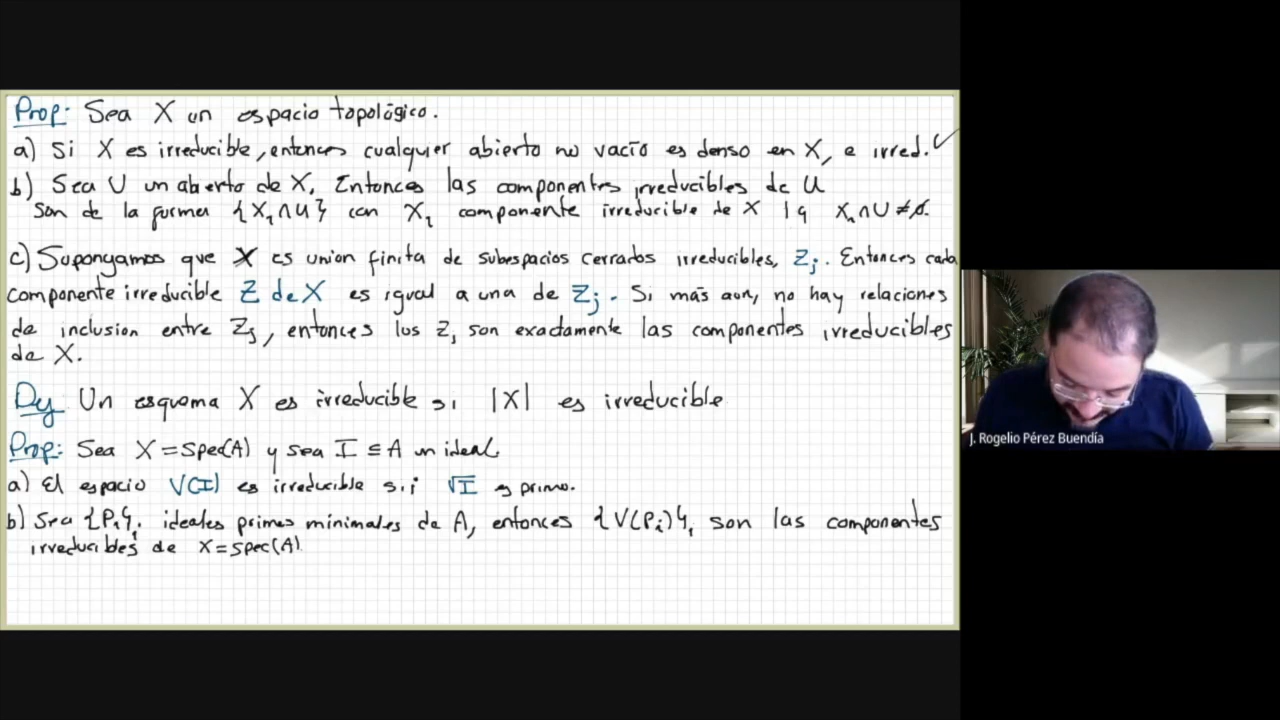 Prop: Sea X un espacio topológico.
a) Si X es irreducible, entonces cualquier abierto no vacío es denso en X, e irred. ✓
b) Sea U un abierto de X. Entonces las componentes irreducibles de U
son de la forma {X₁∩U} con X₁ componente irreducible de X tq X₁∩U≠∅.
c) Supongamos que X es union finita de subespacios cerrados irreducibles, Zⱼ. Entonces cada
componente irreducible Z de X es igual a una de Zⱼ. Si más aun, no hay relaciones
de inclusion entre Zⱼ, entonces los Zⱼ son exactamente las componentes irreducibles
de X.
Def Un esquema X es irreducible si |X| es irreducible
Prop: Sea X = Spec(A) y sea I ⊆ A un ideal.
a) El espacio V(I) es irreducible sii √I es primo.
b) Sea {Pᵢ}ᵢ ideales primos minimales de A, entonces {V(Pᵢ)}ᵢ son las componentes
irreducibles de X = Spec(A).
J. Rogelio Pérez Buendía